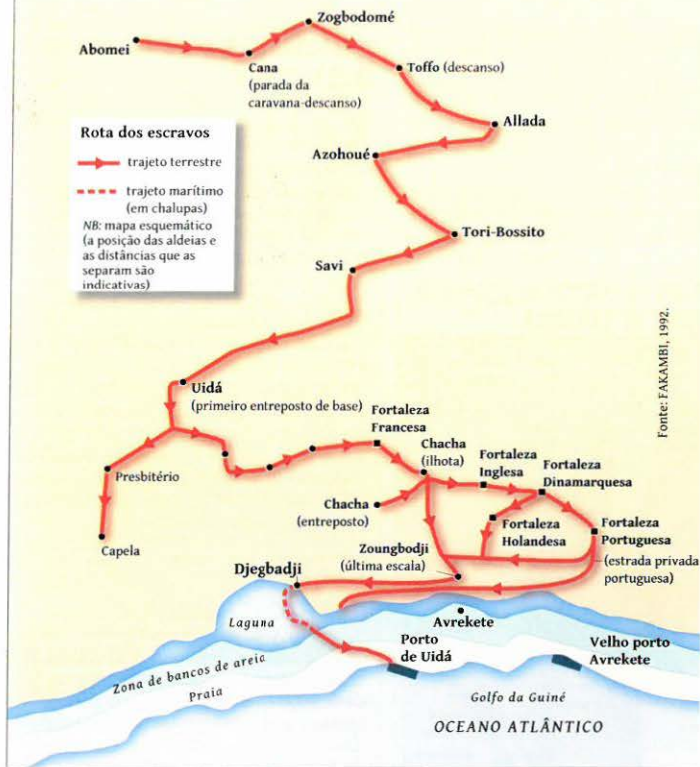 Zogbodomé
Abomei
Cana
(parada da
caravana-descanso)
Toffo (descanso)
Allada
Azohoué
Rota dos escravos
trajeto terrestre
trajeto marítimo
(em chalupas)
NB: mapa esquemático
(a posição das aldeias e
as distâncias que as
separam são
indicativas)
Tori-Bossito
Savi
Fonte: FAKAMBI, 1992.
Uidá
(primeiro entreposto de base)
Fortaleza
Francesa
Chacha
(ilhota)
Fortaleza
Inglesa
Fortaleza
Dinamarquesa
Presbitério
Chacha
(entreposto)
Fortaleza
Holandesa
Fortaleza
Portuguesa
(estrada privada
portuguesa)
Capela
Zoungbodji
(última escala)
Djegbadji
Laguna
Avrekete
Porto
de Uidá
Velho porto
Avrekete
Zona de bancos de areia
Praia
Golfo da Guiné
OCEANO ATLÂNTICO